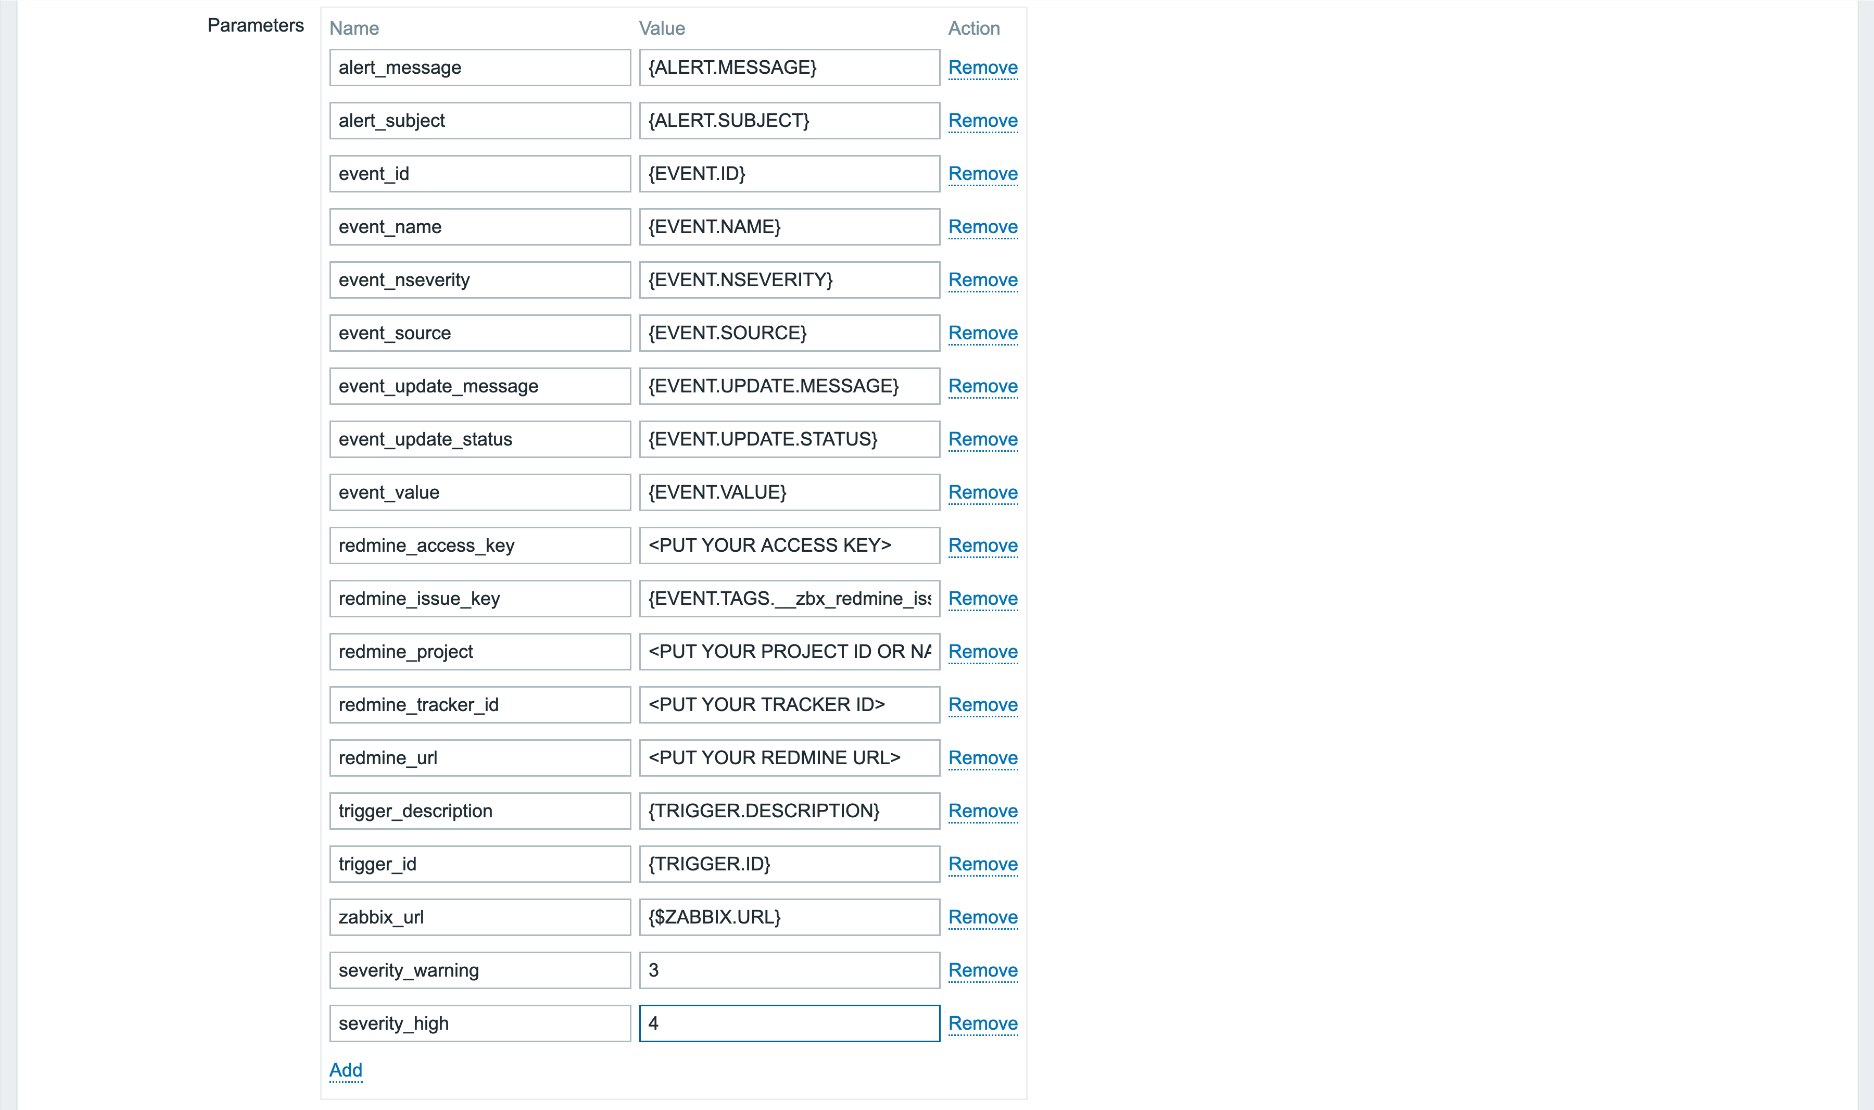 Parameters
Name Value Action
alert_message {ALERT.MESSAGE} Remove
alert_subject {ALERT.SUBJECT} Remove
event_id {EVENT.ID} Remove
event_name {EVENT.NAME} Remove
event_nseverity {EVENT.NSEVERITY} Remove
event_source {EVENT.SOURCE} Remove
event_update_message {EVENT.UPDATE.MESSAGE} Remove
event_update_status {EVENT.UPDATE.STATUS} Remove
event_value {EVENT.VALUE} Remove
redmine_access_key <PUT YOUR ACCESS KEY> Remove
redmine_issue_key {EVENT.TAGS.__zbx_redmine_iss Remove
redmine_project <PUT YOUR PROJECT ID OR NA Remove
redmine_tracker_id <PUT YOUR TRACKER ID> Remove
redmine_url <PUT YOUR REDMINE URL> Remove
trigger_description {TRIGGER.DESCRIPTION} Remove
trigger_id {TRIGGER.ID} Remove
zabbix_url {$ZABBIX.URL} Remove
severity_warning 3 Remove
severity_high 4 Remove
Add